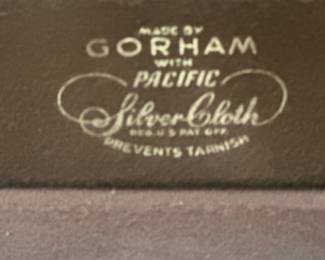 MADE BY
GORHAM
WITH
PACIFIC
Silver Cloth
REG. U S PAT OFF.
PREVENTS TARNISH